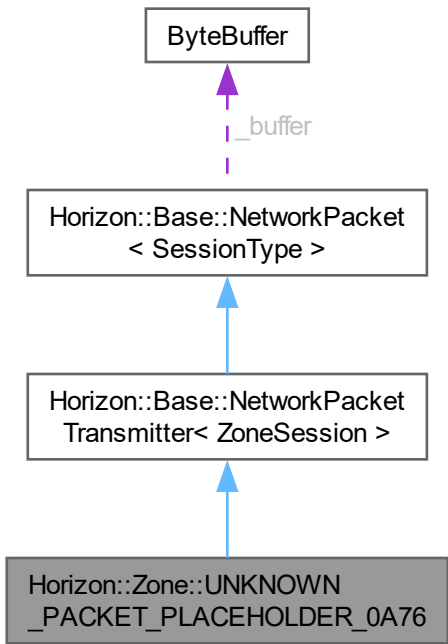 ByteBuffer
_buffer
Horizon::Base::NetworkPacket
< SessionType >
Horizon::Base::NetworkPacket
Transmitter< ZoneSession >
Horizon::Zone::UNKNOWN
_PACKET_PLACEHOLDER_0A76